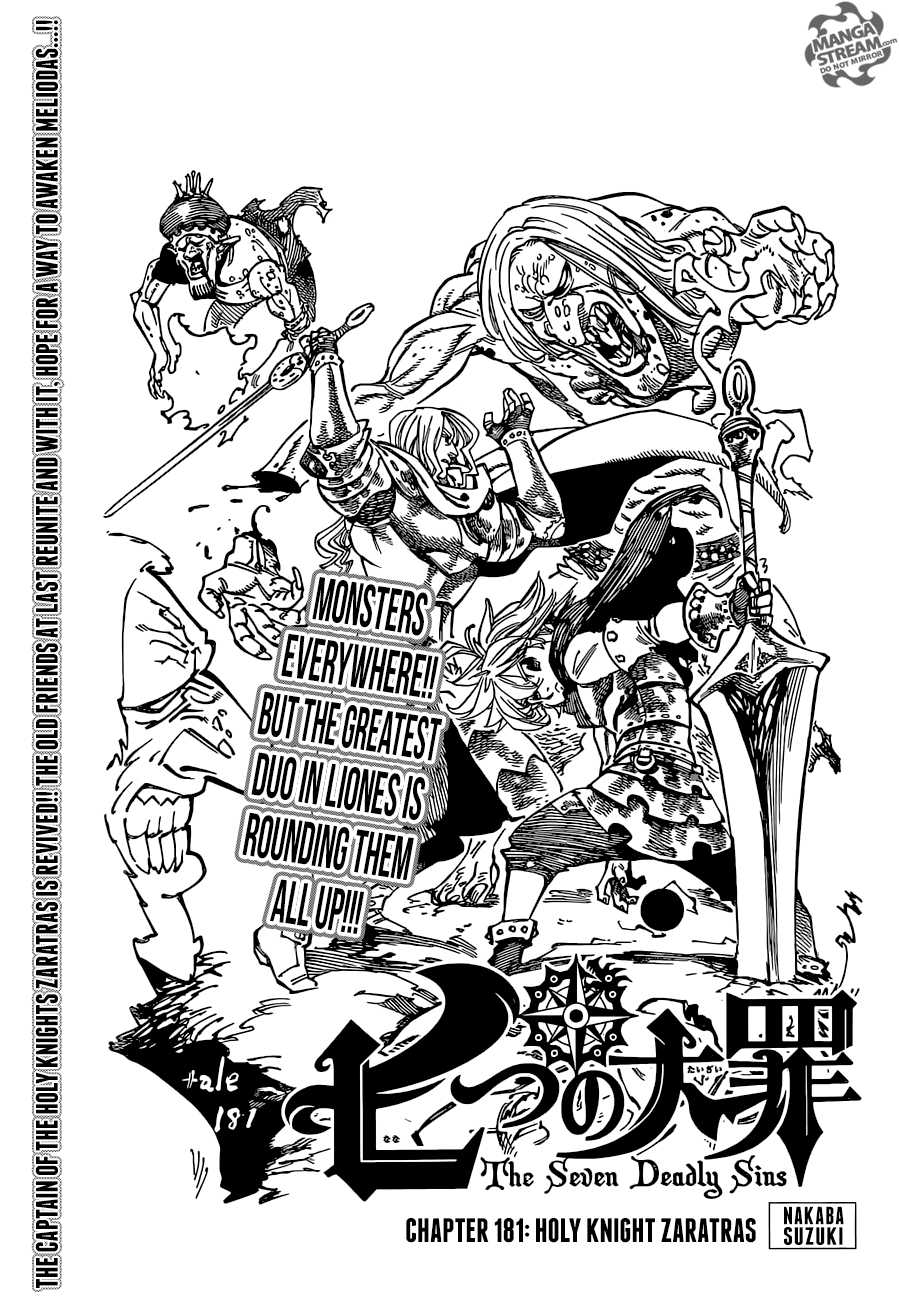 THE CAPTAIN OF THE HOLY KNIGHTS ZARATRAS IS REVIVED!! THE OLD FRIENDS AT LAST REUNITE AND WITH IT, HOPE FOR A WAY TO AWAKEN MELIODAS...!!
MANGA
STREAM.com
DO NOT MIRROR
MONSTERS
EVERYWHERE!!
BUT THE GREATEST
DUO IN LIONES IS
ROUNDING THEM
ALL UP!!!
tale
181
七つの大罪
たいざい
The Seven Deadly Sins
CHAPTER 181: HOLY KNIGHT ZARATRAS
NAKABA
SUZUKI